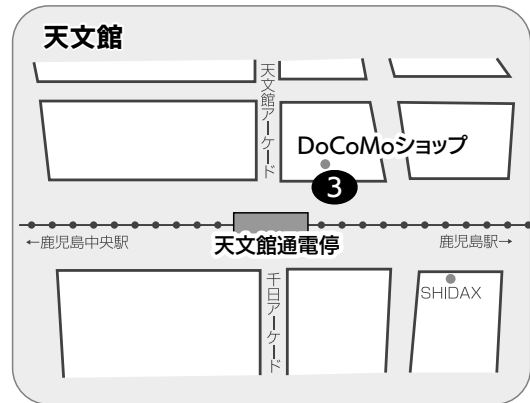 天文館
天文館アーケード
DoCoMoショップ
3
←鹿児島中央駅
天文館通電停
鹿児島駅→
千日アーケード
SHIDAX